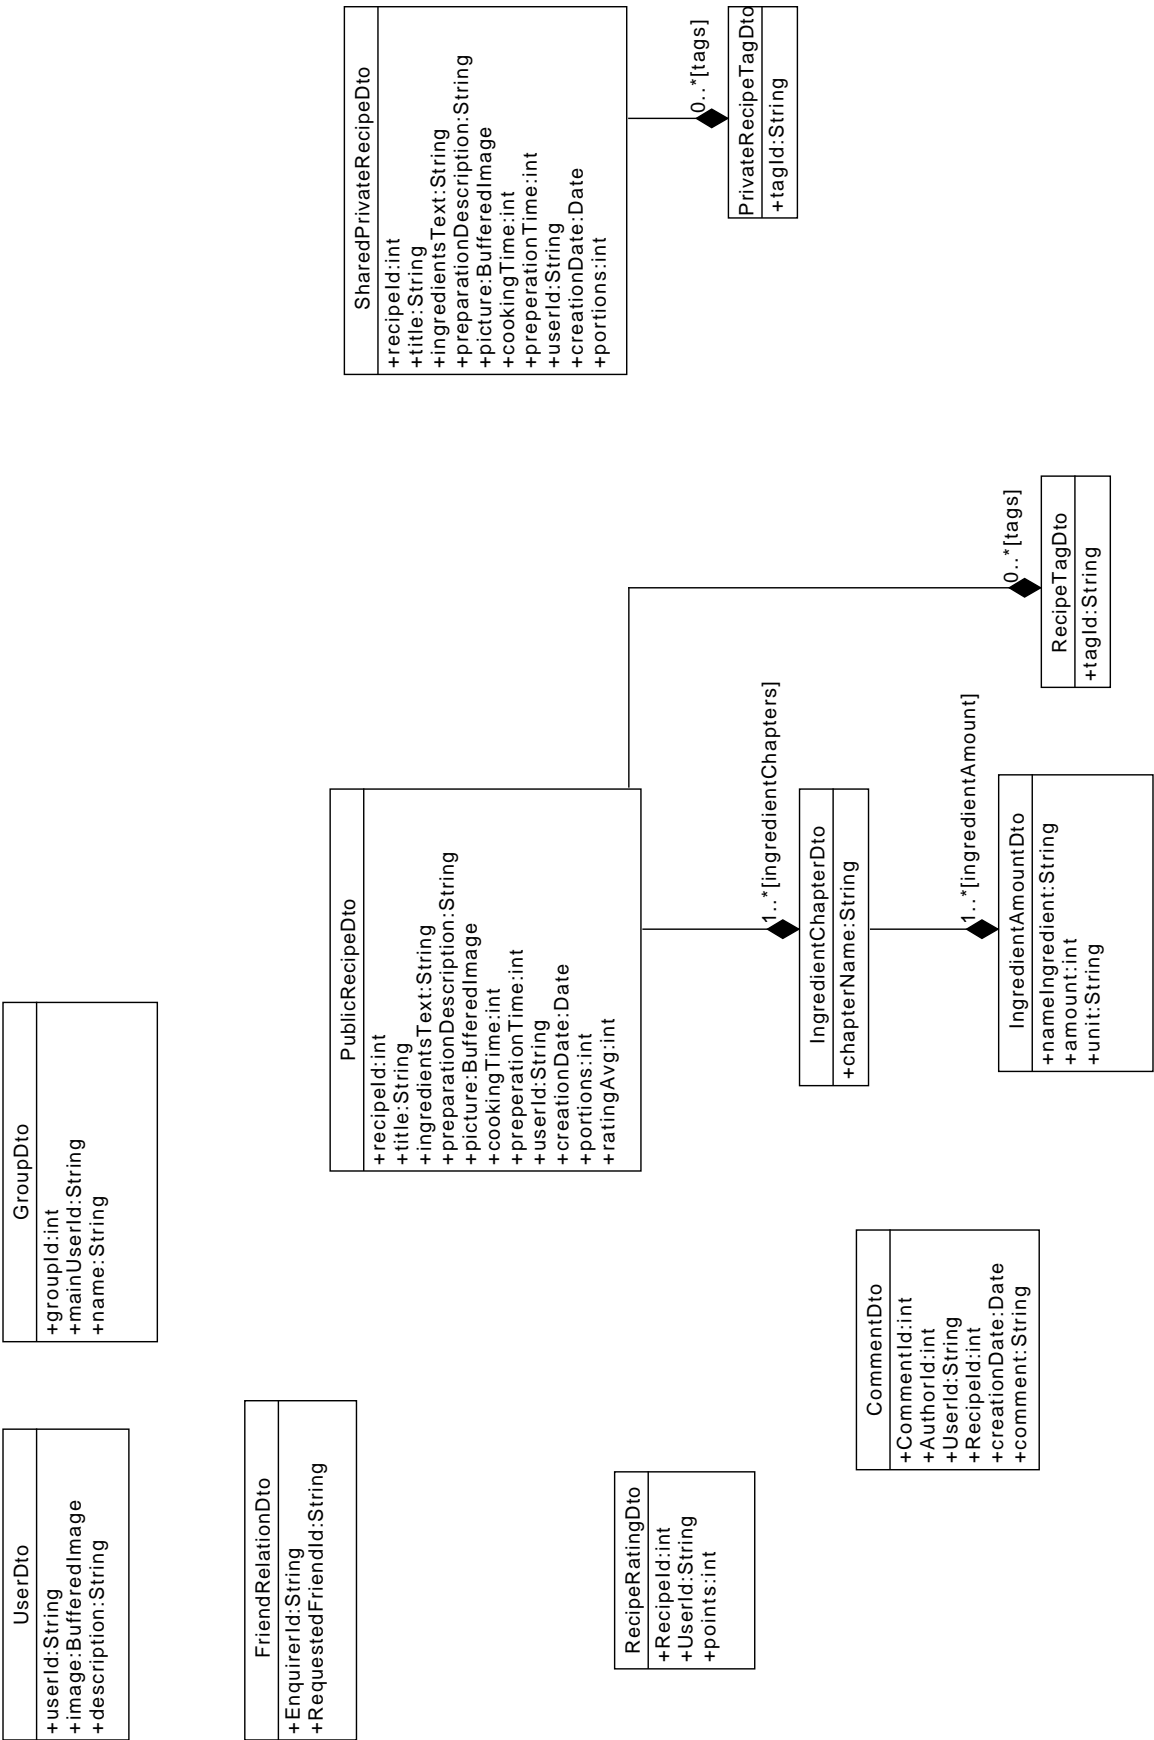 UserDto
+userId:String
+image:BufferedImage
+description:String
GroupDto
+groupId:int
+mainUserId:String
+name:String
FriendRelationDto
+EnquirerId:String
+RequestedFriendId:String
PublicRecipeDto
+recipeId:int
+title:String
+ingredientsText:String
+preparationDescription:String
+picture:BufferedImage
+cookingTime:int
+preperationTime:int
+userId:String
+creationDate:Date
+portions:int
+ratingAvg:int
SharedPrivateRecipeDto
+recipeId:int
+title:String
+ingredientsText:String
+preparationDescription:String
+picture:BufferedImage
+cookingTime:int
+preperationTime:int
+userId:String
+creationDate:Date
+portions:int
0..*[tags]
PrivateRecipeTagDto
+tagId:String
RecipeRatingDto
+RecipeId:int
+UserId:String
+points:int
1..*[ingredientChapters]
IngredientChapterDto
+chapterName:String
CommentDto
+CommentId:int
+AuthorId:int
+UserId:String
+RecipeId:int
+creationDate:Date
+comment:String
1..*[ingredientAmount]
IngredientAmountDto
+nameIngredient:String
+amount:int
+unit:String
0..*[tags]
RecipeTagDto
+tagId:String